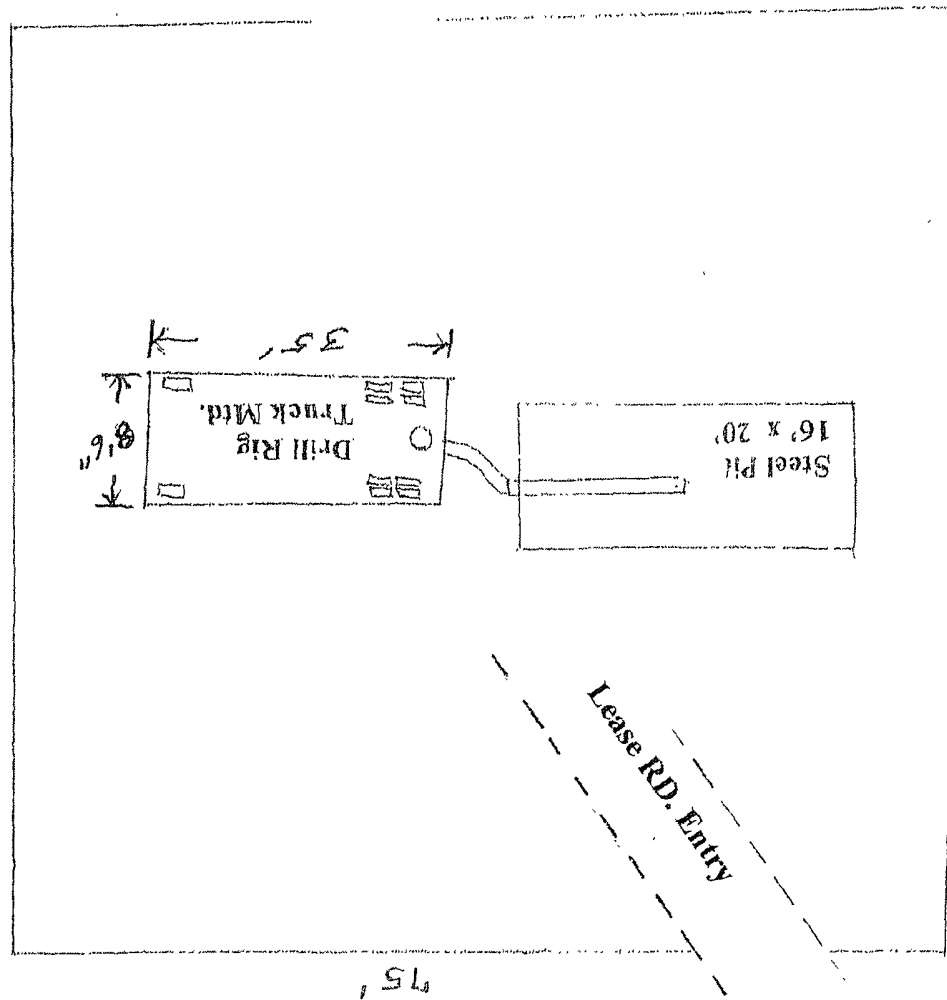 75'
Lease RD. Entry
Steel Pit
16' x 20'
Drill Rig
Truck Mtd.
8'6"
35'